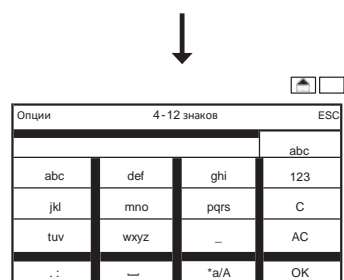 Опции 4-12 знаков ESC
abc
abc def ghi 123
jkl mno pqrs C
tuv wxyz _ AC
. : ⎵ *a/A OK